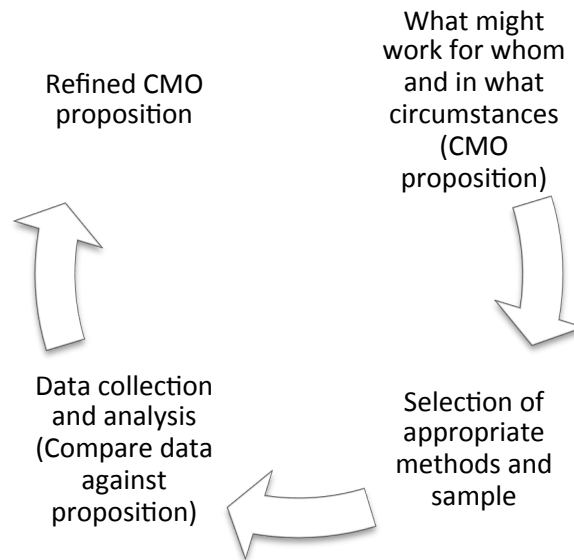 What might
work for whom
and in what
circumstances
(CMO
proposition)
Selection of
appropriate
methods and
sample
Data collection
and analysis
(Compare data
against
proposition)
Refined CMO
proposition